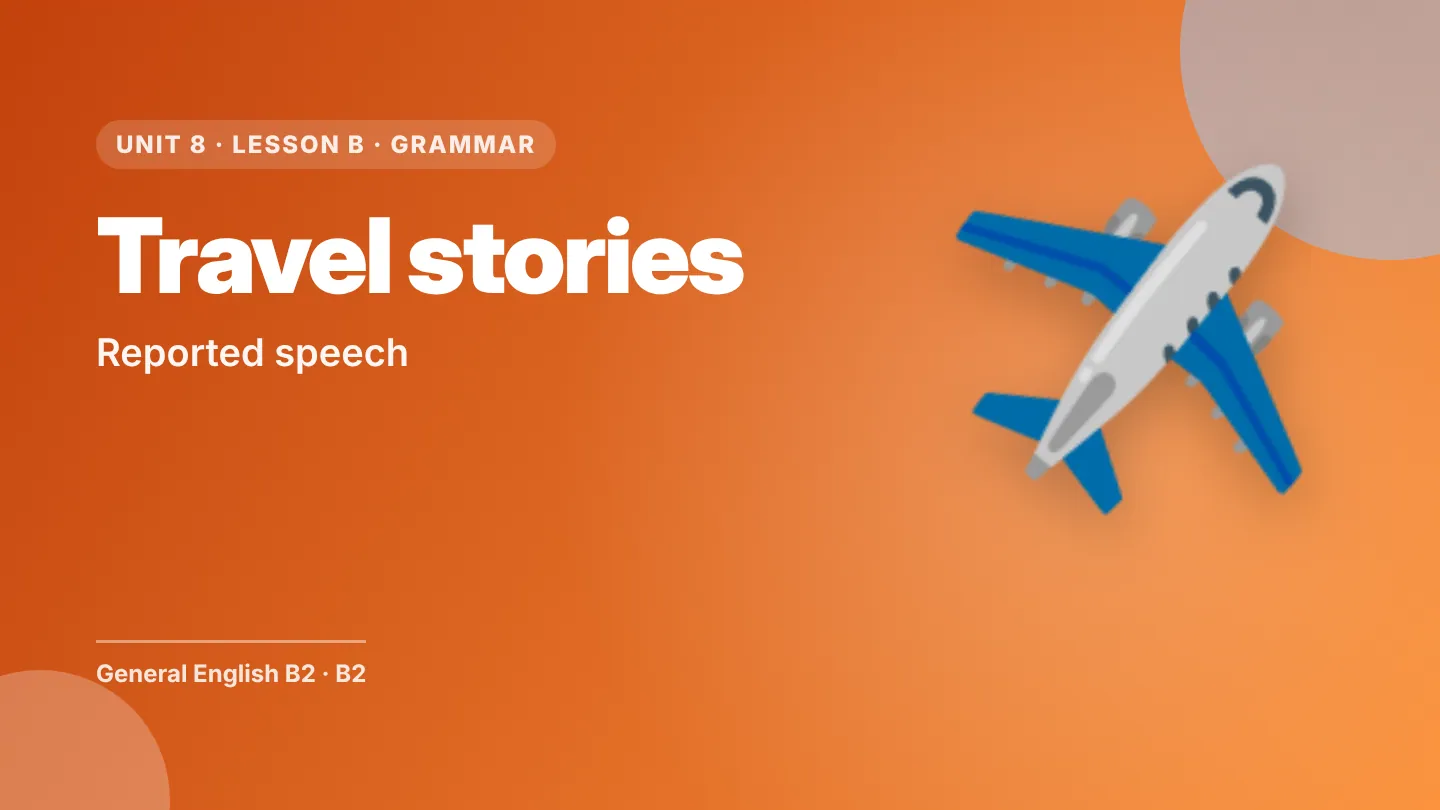 UNIT 8 · LESSON B · GRAMMAR
Travel stories
Reported speech
General English B2 · B2